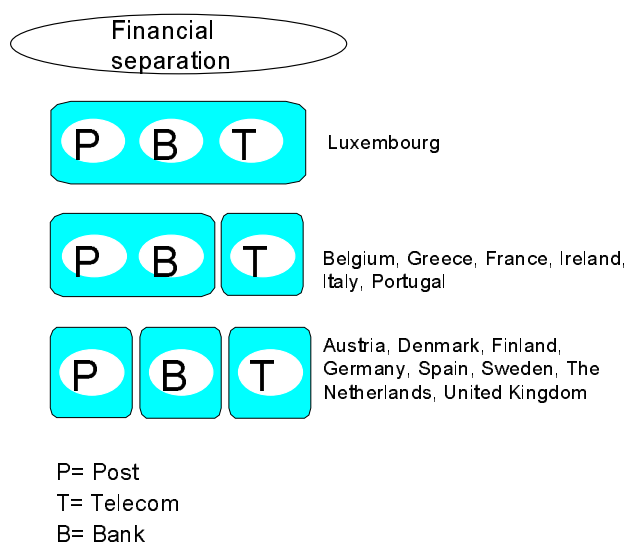 Financial
separation
P B T
Luxembourg
P B T
Belgium, Greece, France, Ireland,
Italy, Portugal
P B T
Austria, Denmark, Finland,
Germany, Spain, Sweden, The
Netherlands, United Kingdom
P= Post
T= Telecom
B= Bank